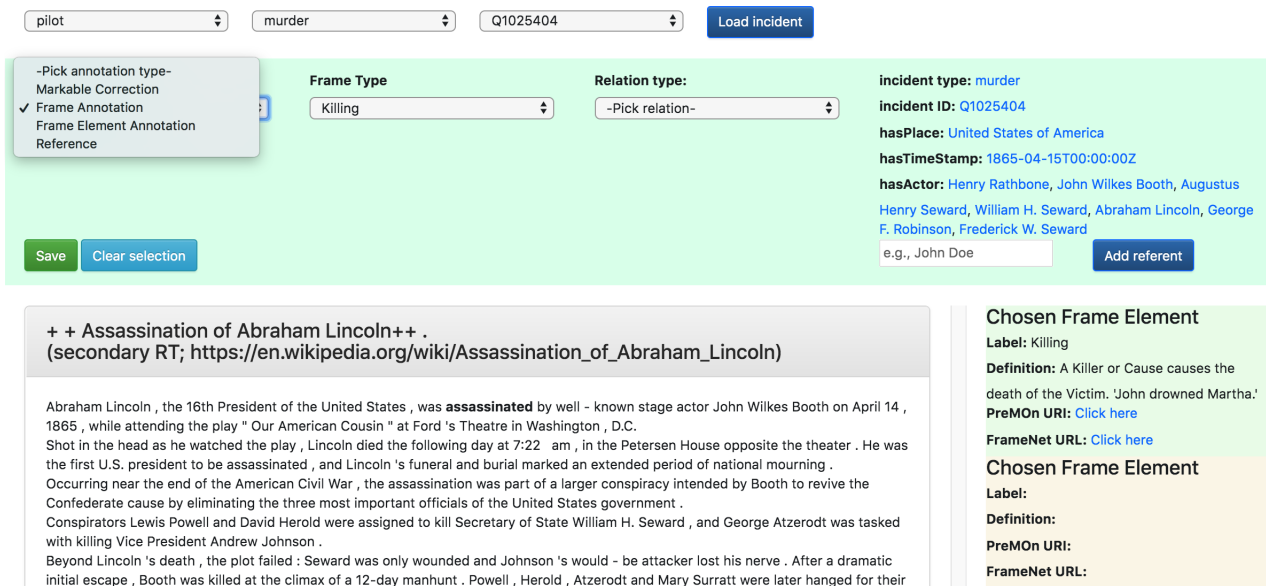 pilot murder Q1025404 Load incident
-Pick annotation type-
Markable Correction
✓ Frame Annotation
Frame Element Annotation
Reference
Frame Type
Killing
Relation type:
-Pick relation-
incident type: murder
incident ID: Q1025404
hasPlace: United States of America
hasTimeStamp: 1865-04-15T00:00:00Z
hasActor: Henry Rathbone, John Wilkes Booth, Augustus
Henry Seward, William H. Seward, Abraham Lincoln, George
F. Robinson, Frederick W. Seward
e.g., John Doe Add referent
Save Clear selection
+ + Assassination of Abraham Lincoln++ .
(secondary RT; https://en.wikipedia.org/wiki/Assassination_of_Abraham_Lincoln)
Abraham Lincoln , the 16th President of the United States , was assassinated by well - known stage actor John Wilkes Booth on April 14 ,
1865 , while attending the play " Our American Cousin " at Ford 's Theatre in Washington , D.C.
Shot in the head as he watched the play , Lincoln died the following day at 7:22 am , in the Petersen House opposite the theater . He was
the first U.S. president to be assassinated , and Lincoln 's funeral and burial marked an extended period of national mourning .
Occurring near the end of the American Civil War , the assassination was part of a larger conspiracy intended by Booth to revive the
Confederate cause by eliminating the three most important officials of the United States government .
Conspirators Lewis Powell and David Herold were assigned to kill Secretary of State William H. Seward , and George Atzerodt was tasked
with killing Vice President Andrew Johnson .
Beyond Lincoln 's death , the plot failed : Seward was only wounded and Johnson 's would - be attacker lost his nerve . After a dramatic
initial escape , Booth was killed at the climax of a 12-day manhunt . Powell , Herold , Atzerodt and Mary Surratt were later hanged for their
Chosen Frame Element
Label: Killing
Definition: A Killer or Cause causes the
death of the Victim. 'John drowned Martha.'
PreMOn URI: Click here
FrameNet URL: Click here
Chosen Frame Element
Label:
Definition:
PreMOn URI:
FrameNet URL: